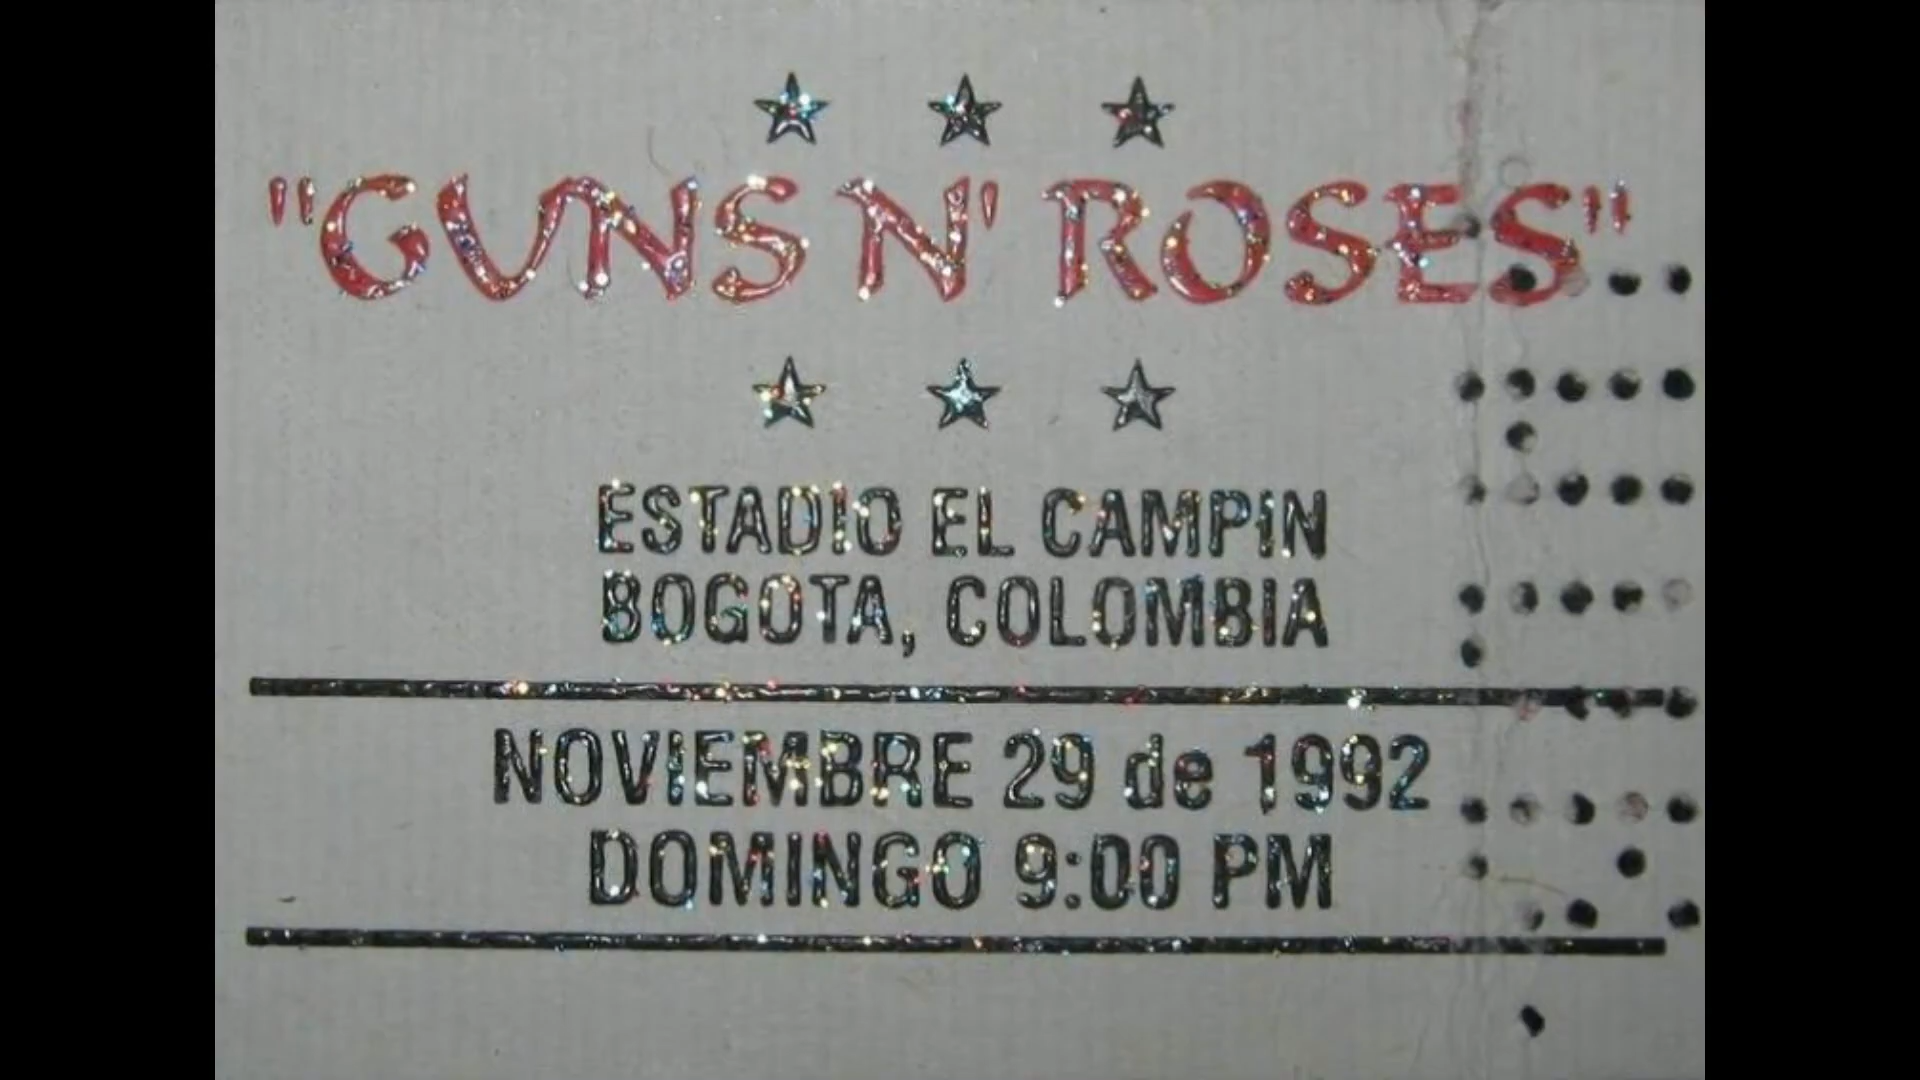 "GUNS N' ROSES"
ESTADIO EL CAMPIN
BOGOTA, COLOMBIA
NOVIEMBRE 29 de 1992
DOMINGO 9:00 PM